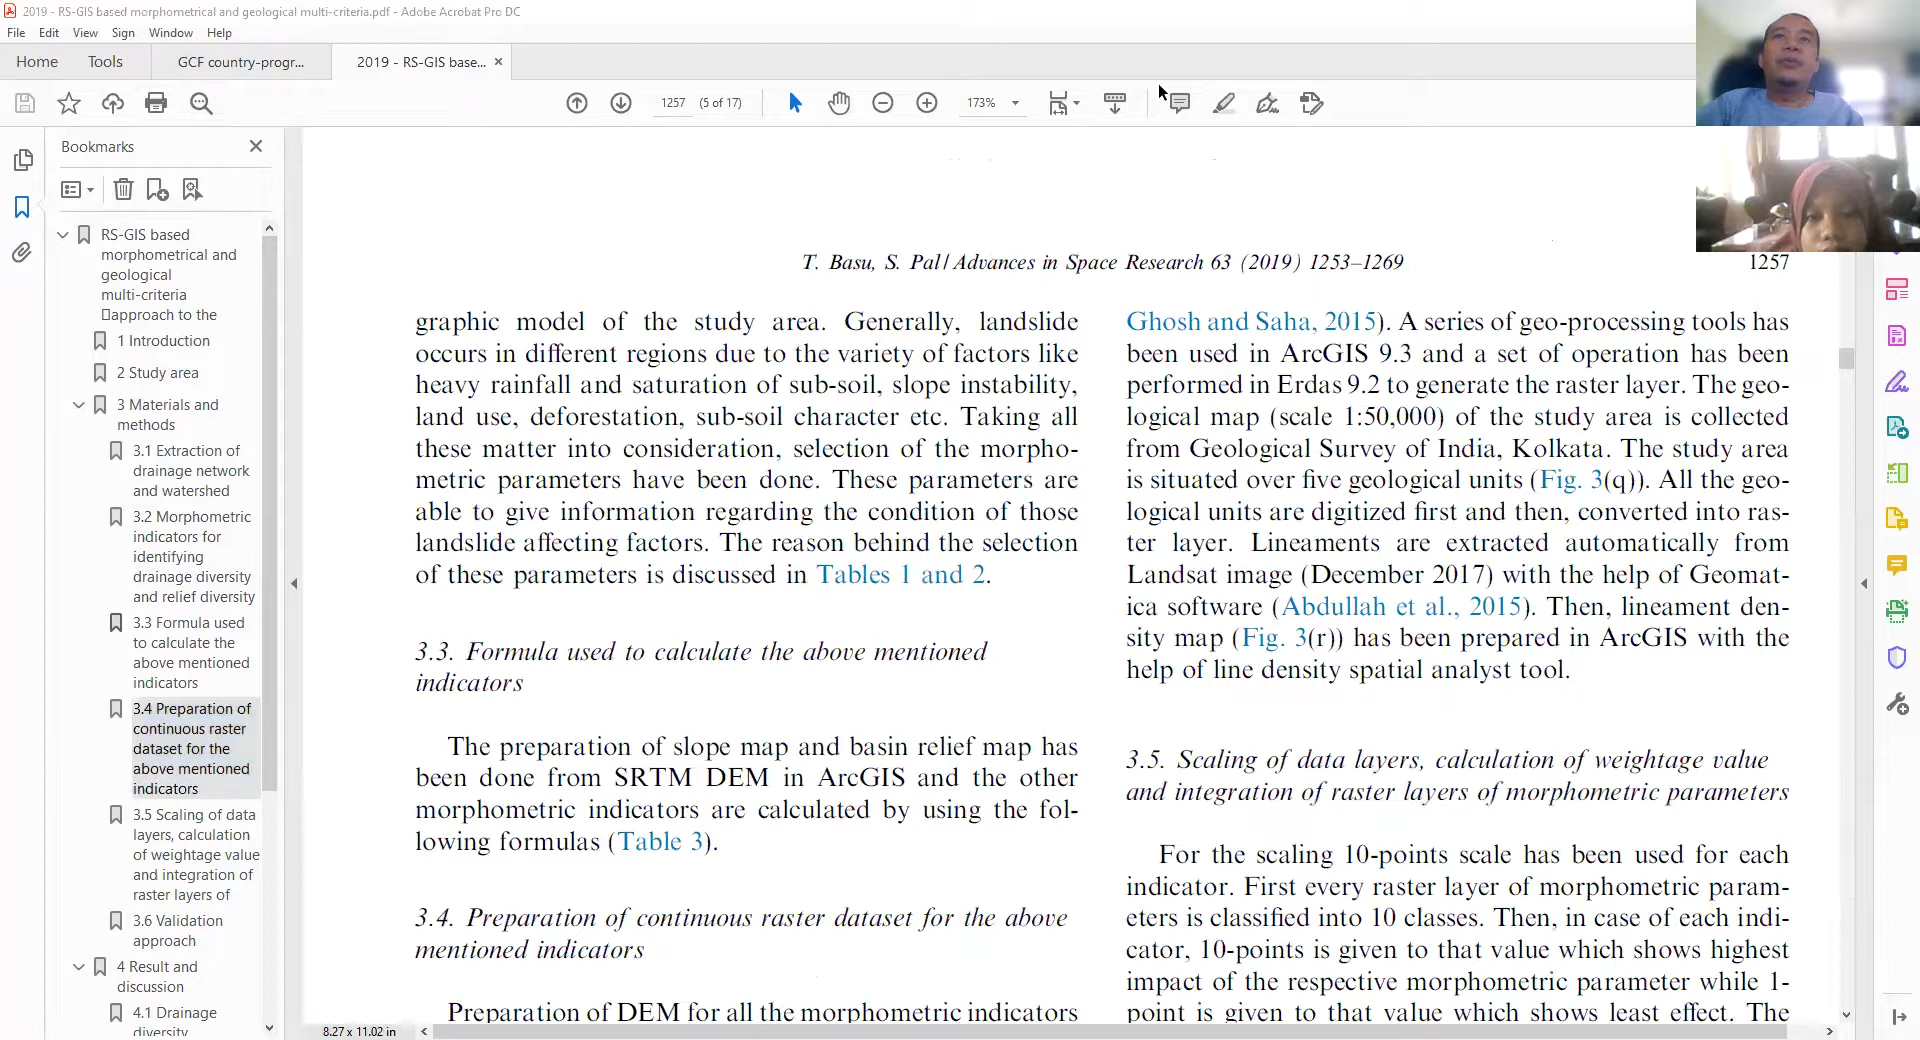 2019 - RS-GIS based morphometrical and geological multi-criteria.pdf - Adobe Acrobat Pro DC
File Edit View Sign Window Help
Home Tools GCF country-progr... 2019 - RS-GIS base... ×
1257 (5 of 17) 173%
Bookmarks
RS-GIS based
morphometrical and
geological
multi-criteria
approach to the
1 Introduction
2 Study area
3 Materials and
methods
3.1 Extraction of
drainage network
and watershed
3.2 Morphometric
indicators for
identifying
drainage diversity
and relief diversity
3.3 Formula used
to calculate the
above mentioned
indicators
3.4 Preparation of
continuous raster
dataset for the
above mentioned
indicators
3.5 Scaling of data
layers, calculation
of weightage value
and integration of
raster layers of
3.6 Validation
approach
4 Result and
discussion
4.1 Drainage
diversity
8.27 x 11.02 in
T. Basu, S. Pal / Advances in Space Research 63 (2019) 1253–1269 1257
graphic model of the study area. Generally, landslide
occurs in different regions due to the variety of factors like
heavy rainfall and saturation of sub-soil, slope instability,
land use, deforestation, sub-soil character etc. Taking all
these matter into consideration, selection of the morpho-
metric parameters have been done. These parameters are
able to give information regarding the condition of those
landslide affecting factors. The reason behind the selection
of these parameters is discussed in Tables 1 and 2.
3.3. Formula used to calculate the above mentioned
indicators
The preparation of slope map and basin relief map has
been done from SRTM DEM in ArcGIS and the other
morphometric indicators are calculated by using the fol-
lowing formulas (Table 3).
3.4. Preparation of continuous raster dataset for the above
mentioned indicators
Preparation of DEM for all the morphometric indicators
Ghosh and Saha, 2015). A series of geo-processing tools has
been used in ArcGIS 9.3 and a set of operation has been
performed in Erdas 9.2 to generate the raster layer. The geo-
logical map (scale 1:50,000) of the study area is collected
from Geological Survey of India, Kolkata. The study area
is situated over five geological units (Fig. 3(q)). All the geo-
logical units are digitized first and then, converted into ras-
ter layer. Lineaments are extracted automatically from
Landsat image (December 2017) with the help of Geomat-
ica software (Abdullah et al., 2015). Then, lineament den-
sity map (Fig. 3(r)) has been prepared in ArcGIS with the
help of line density spatial analyst tool.
3.5. Scaling of data layers, calculation of weightage value
and integration of raster layers of morphometric parameters
For the scaling 10-points scale has been used for each
indicator. First every raster layer of morphometric param-
eters is classified into 10 classes. Then, in case of each indi-
cator, 10-points is given to that value which shows highest
impact of the respective morphometric parameter while 1-
point is given to that value which shows least effect. The